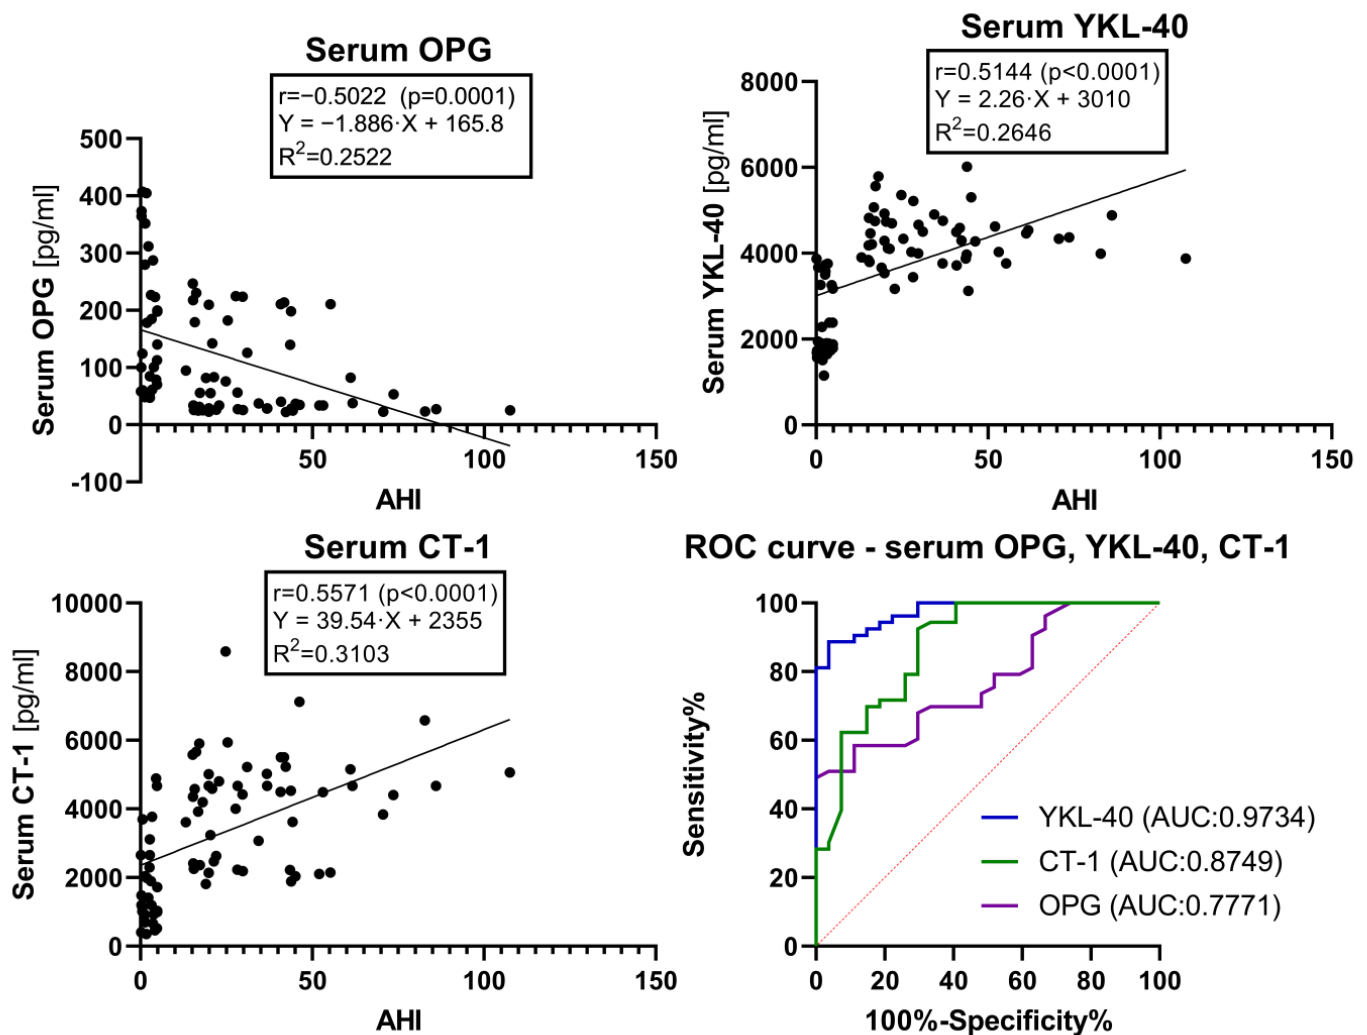 Serum OPG
r=−0.5022 (p=0.0001)
Y = −1.886·X + 165.8
R²=0.2522
Serum OPG [pg/ml]
500
400
300
200
100
0
-100
0
50
100
150
AHI
Serum YKL-40
r=0.5144 (p<0.0001)
Y = 2.26·X + 3010
R²=0.2646
Serum YKL-40 [pg/ml]
8000
6000
4000
2000
0
0
50
100
150
AHI
Serum CT-1
r=0.5571 (p<0.0001)
Y = 39.54·X + 2355
R²=0.3103
Serum CT-1 [pg/ml]
10000
8000
6000
4000
2000
0
0
50
100
150
AHI
ROC curve - serum OPG, YKL-40, CT-1
Sensitivity%
100
80
60
40
20
0
YKL-40 (AUC:0.9734)
CT-1 (AUC:0.8749)
OPG (AUC:0.7771)
0
20
40
60
80
100
100%-Specificity%